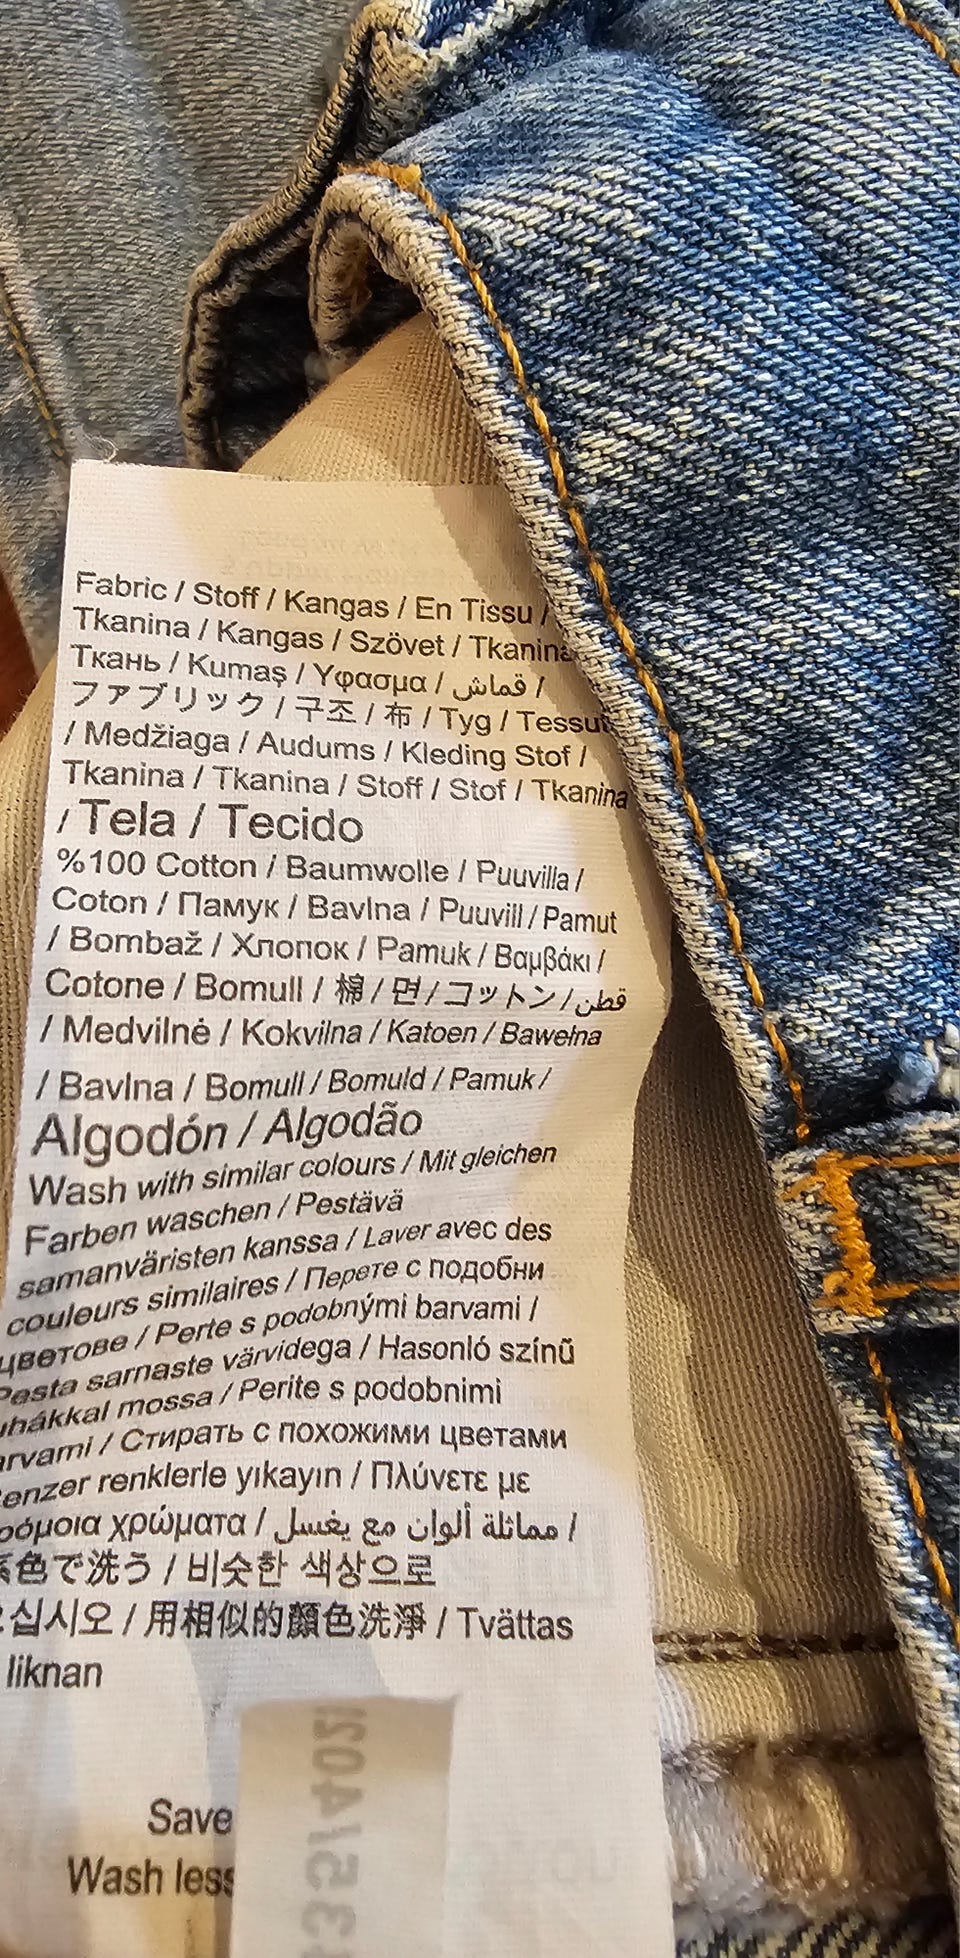 Fabric / Stoff / Kangas / En Tissu /
Tkanina / Kangas / Szövet / Tkanina
Ткань / Kumaş / Υφασμα / قماش /
ファブリック / 구조 / 布 / Tyg / Tessut
/ Medžiaga / Audums / Kleding Stof /
Tkanina / Tkanina / Stoff / Stof / Tkanina
/ Tela / Tecido
%100 Cotton / Baumwolle / Puuvilla /
Coton / Памук / Bavlna / Puuvill / Pamut
/ Bombaž / Хлопок / Pamuk / Βαμβάκι /
Cotone / Bomull / 棉 / 면 / コットン / قطن
/ Medvilnė / Kokvilna / Katoen / Bawełna
/ Bavlna / Bomull / Bomuld / Pamuk /
Algodón / Algodão
Wash with similar colours / Mit gleichen
Farben waschen / Pestävä
samanväristen kanssa / Laver avec des
couleurs similaires / Перете с подобни
цветове / Perte s podobnými barvami /
Pesta sarnaste värvidega / Hasonló színű
uhákkal mossa / Perite s podobnimi
arvami / Стирать с похожими цветами
enzer renklerle yıkayın / Πλύνετε με
ρόμοια χρώματα / مماثلة ألوان مع يغسل /
色で洗う / 비슷한 색상으로
십시오 / 用相似的顏色洗淨 / Tvättas
liknan
Save
Wash less
335/402